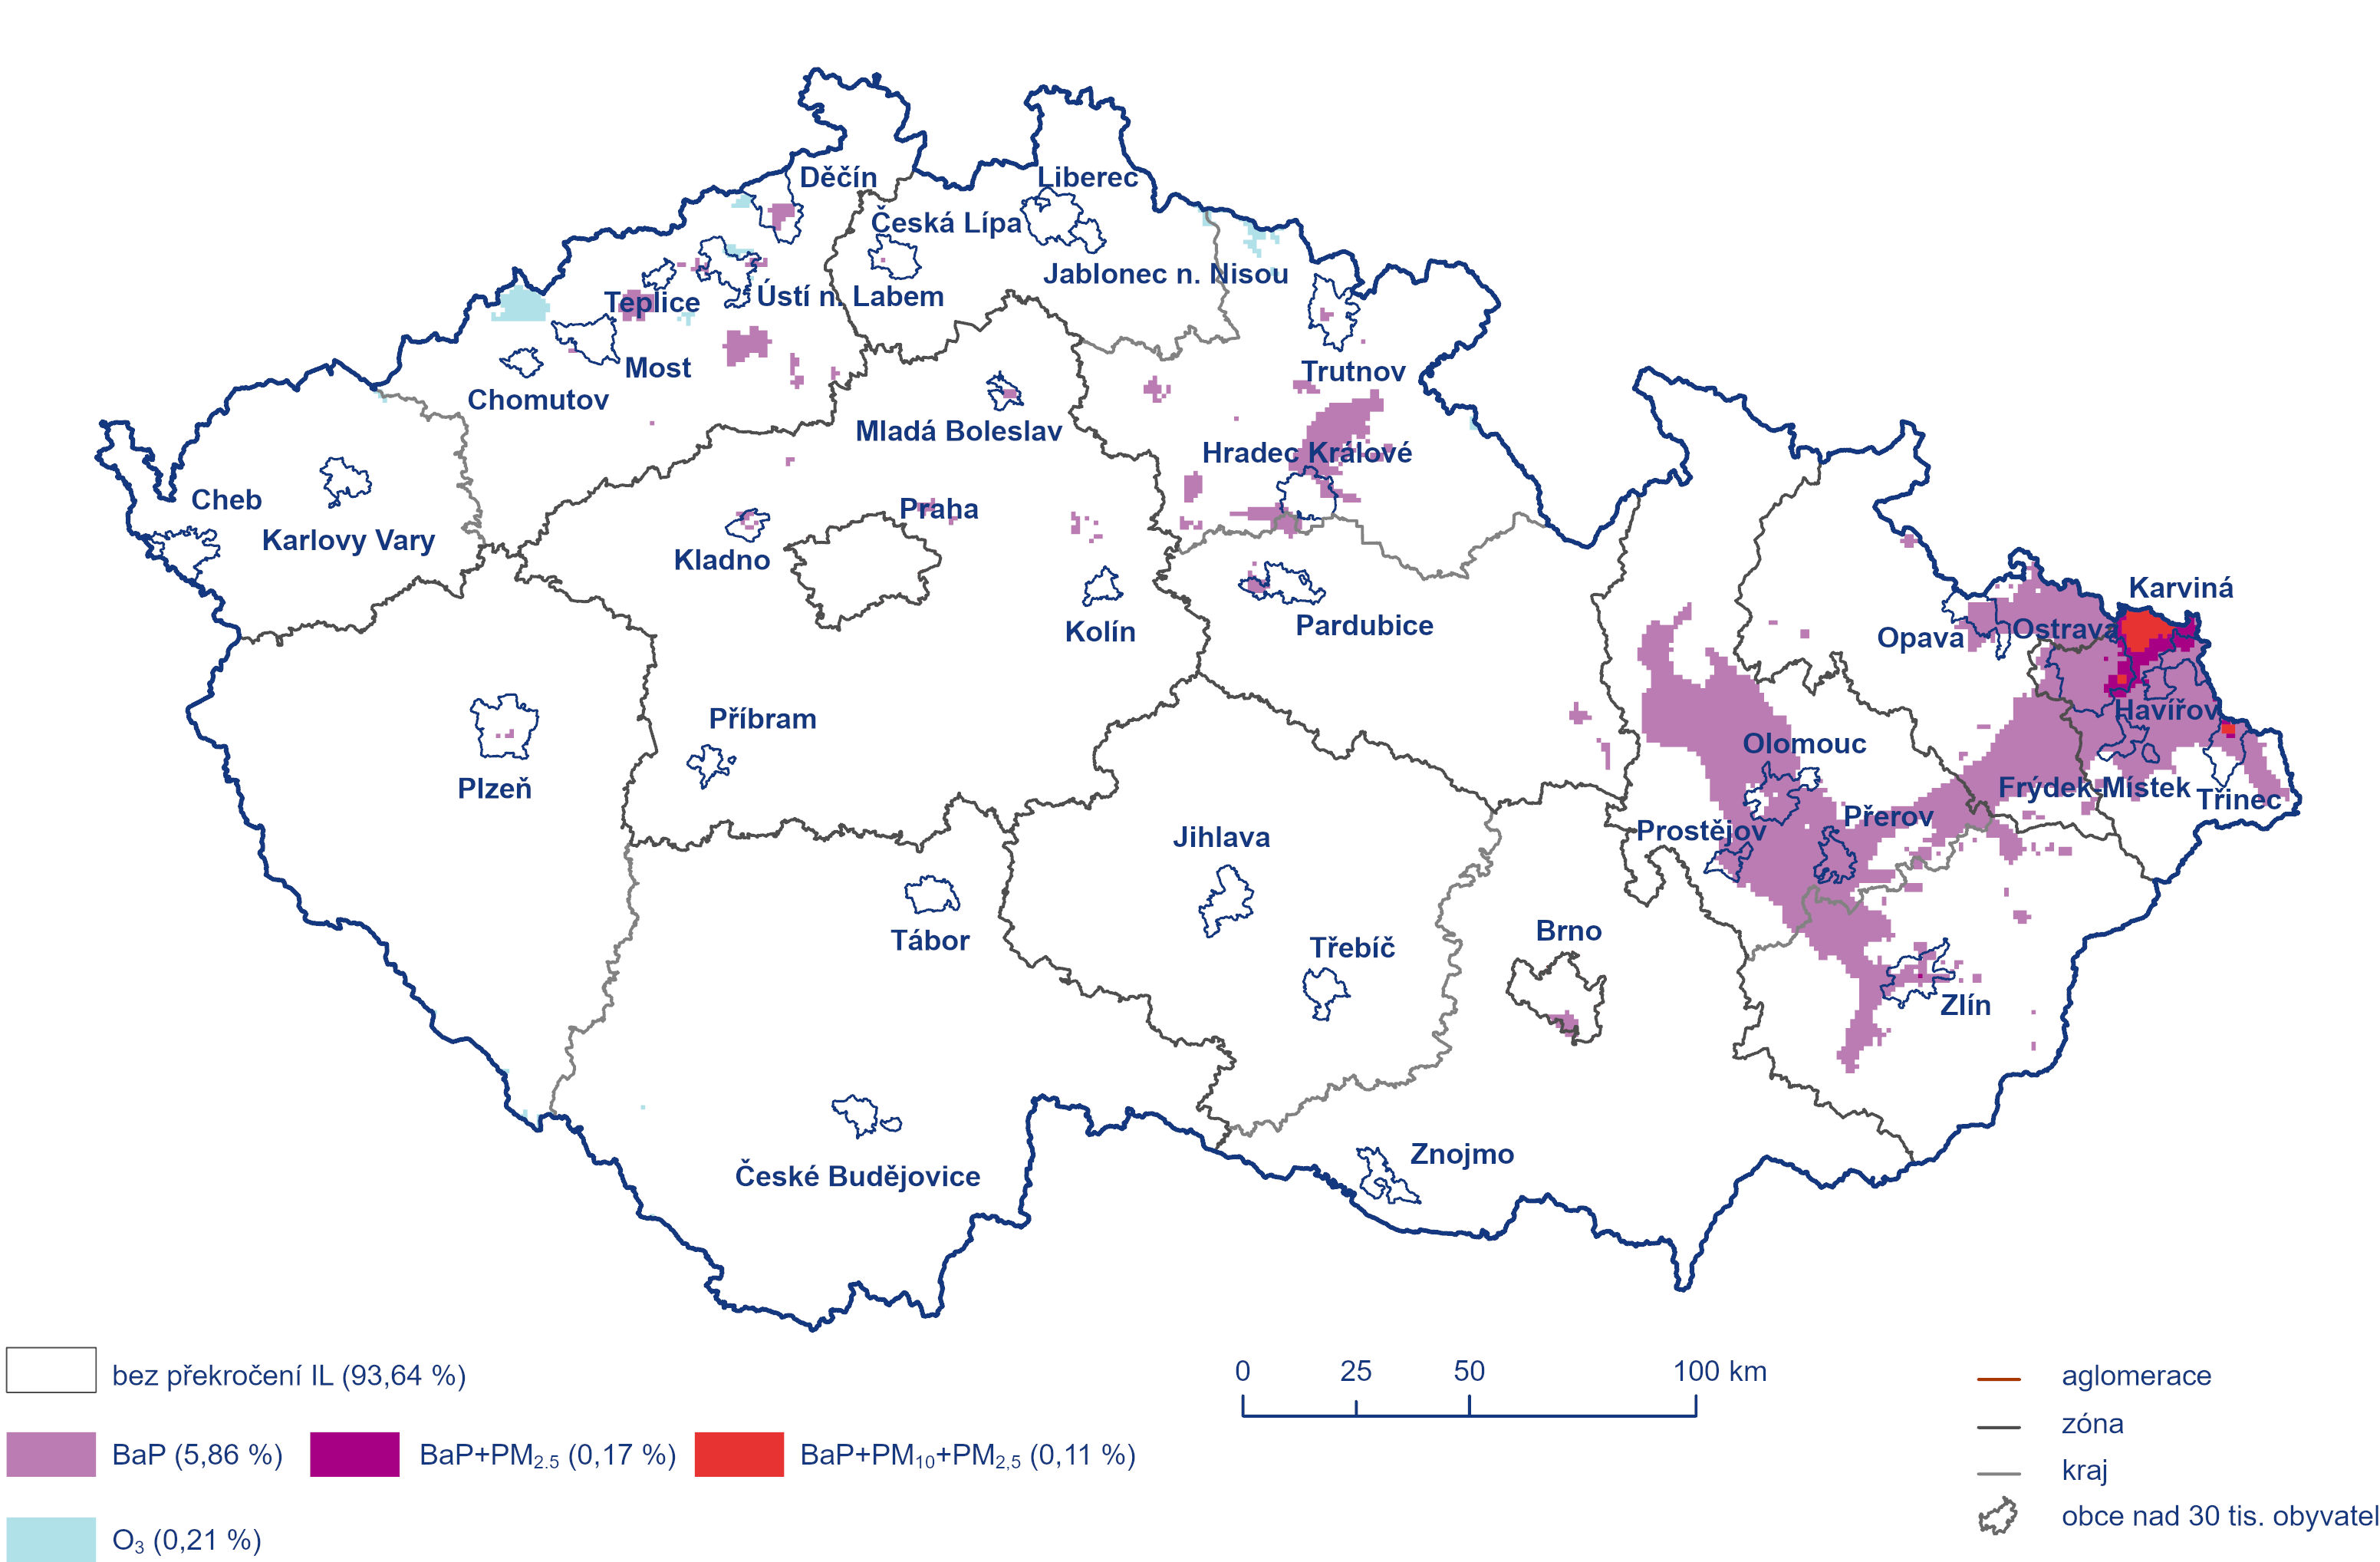 Děčín
Liberec
Česká Lípa
Jablonec n. Nisou
Teplice
Ústí n. Labem
Most
Chomutov
Trutnov
Mladá Boleslav
Hradec Králové
Cheb
Karlovy Vary
Praha
Kladno
Kolín
Pardubice
Karviná
Ostrava
Opava
Havířov
Příbram
Plzeň
Olomouc
Frýdek-Místek
Třinec
Přerov
Prostějov
Jihlava
Tábor
Třebíč
Brno
Zlín
Znojmo
České Budějovice
bez překročení IL (93,64 %)
BaP (5,86 %)
BaP+PM2.5 (0,17 %)
BaP+PM10+PM2,5 (0,11 %)
O3 (0,21 %)
0 25 50 100 km
aglomerace
zóna
kraj
obce nad 30 tis. obyvatel